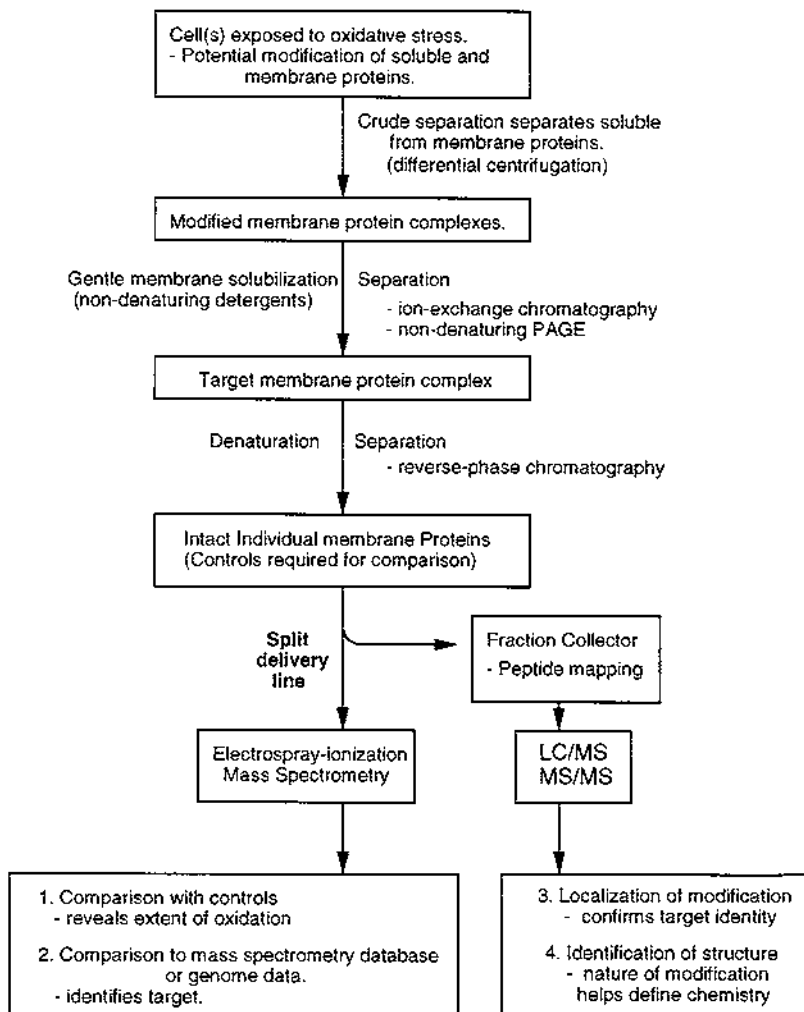 Cell(s) exposed to oxidative stress.
- Potential modification of soluble and
membrane proteins.
Crude separation separates soluble
from membrane proteins.
(differential centrifugation)
Modified membrane protein complexes.
Gentle membrane solubilization
(non-denaturing detergents)
Separation
- ion-exchange chromatography
- non-denaturing PAGE
Target membrane protein complex
Denaturation
Separation
- reverse-phase chromatography
Intact Individual membrane Proteins
(Controls required for comparison)
Split
delivery
line
Fraction Collector
- Peptide mapping
Electrospray-ionization
Mass Spectrometry
LC/MS
MS/MS
1. Comparison with controls
- reveals extent of oxidation
2. Comparison to mass spectrometry database
or genome data.
- identifies target.
3. Localization of modification
- confirms target identity
4. Identification of structure
- nature of modification
helps define chemistry